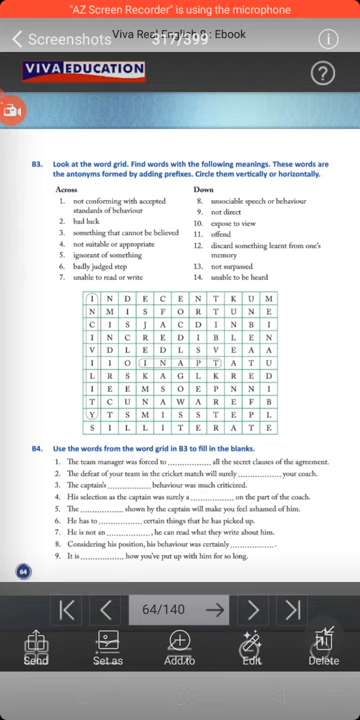 "AZ Screen Recorder" is using the microphone
Screenshots
Viva Real English 8 : Ebook
317/399
VIVA EDUCATION
B3. Look at the word grid. Find words with the following meanings. These words are
the antonyms formed by adding prefixes. Circle them vertically or horizontally.
Across
1. not conforming with accepted
standards of behaviour
2. bad luck
3. something that cannot be believed
4. not suitable or appropriate
5. ignorant of something
6. badly judged step
7. unable to read or write
Down
8. unsociable speech or behaviour
9. not direct
10. expose to view
11. offend
12. discard something learnt from one's
memory
13. not surpassed
14. unable to be heard
I N D E C E N T K U M
N M I S F O R T U N E
C I S J A C D I N B I
I N C R E D I B L E N
V D L E D L S V E A A
I I O I N A P T A T U
L R S K A G L K R E D
I E E M S O E P N N I
T C U N A W A R E F B
Y T S M I S S T E P L
S I L L I T E R A T E
B4. Use the words from the word grid in B3 to fill in the blanks.
1. The team manager was forced to .................. all the secret clauses of the agreement.
2. The defeat of your team in the cricket match will surely .................. your coach.
3. The captain's .................. behaviour was much criticized.
4. His selection as the captain was surely a .................. on the part of the coach.
5. The .................. shown by the captain will make you feel ashamed of him.
6. He has to .................. certain things that he has picked up.
7. He is not an .................., he can read what they write about him.
8. Considering his position, his behaviour was certainly ...................
9. It is .................. how you've put up with him for so long.
64
64/140
Send
Set as
Add to
Edit
Delete